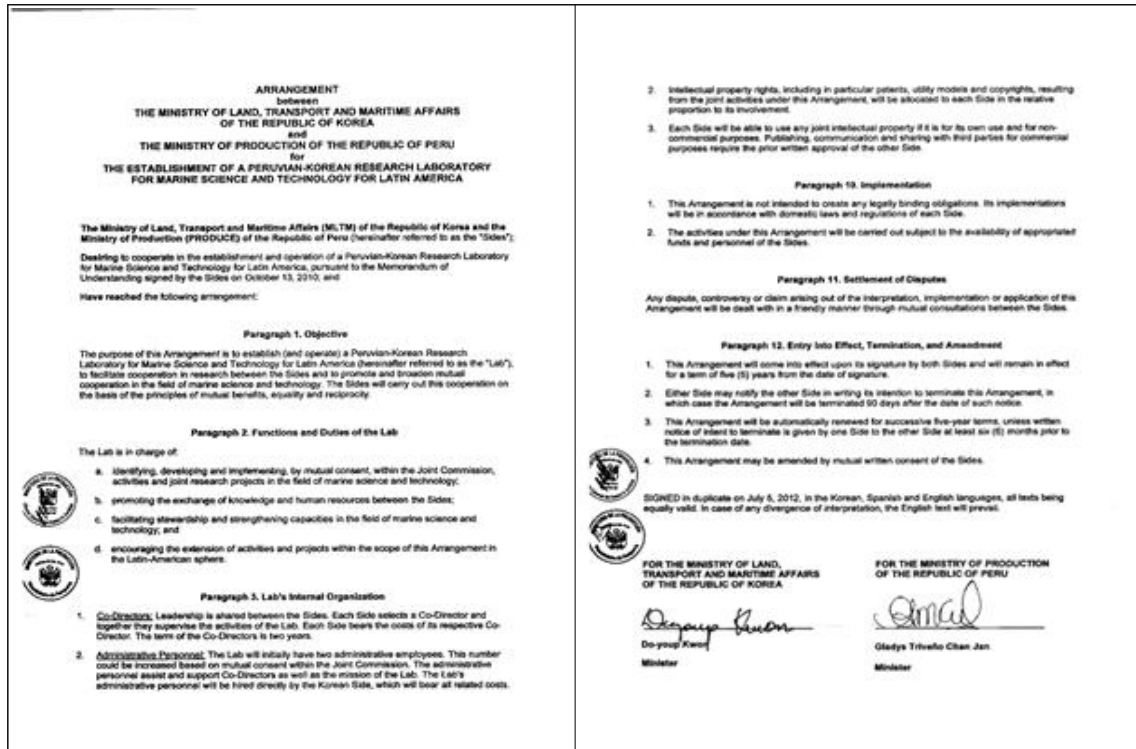 ARRANGEMENT
between
THE MINISTRY OF LAND, TRANSPORT AND MARITIME AFFAIRS
OF THE REPUBLIC OF KOREA
and
THE MINISTRY OF PRODUCTION OF THE REPUBLIC OF PERU
for
THE ESTABLISHMENT OF A PERUVIAN-KOREAN RESEARCH LABORATORY
FOR MARINE SCIENCE AND TECHNOLOGY FOR LATIN AMERICA
The Ministry of Land, Transport and Maritime Affairs (MLTM) of the Republic of Korea and the
Ministry of Production (PRODUCE) of the Republic of Peru (hereinafter referred to as the "Sides");
Desiring to cooperate in the establishment and operation of a Peruvian-Korean Research Laboratory
for Marine Science and Technology for Latin America, pursuant to the Memorandum of
Understanding signed by the Sides on October 13, 2010; and
Have reached the following arrangement:
Paragraph 1. Objective
The purpose of this Arrangement is to establish (and operate) a Peruvian-Korean Research
Laboratory for Marine Science and Technology for Latin America (hereinafter referred to as the "Lab"),
to facilitate cooperation in research between the Sides and to promote and broaden mutual
cooperation in the field of marine science and technology. The Sides will carry out this cooperation on
the basis of the principles of mutual benefits, equality and reciprocity.
Paragraph 2. Functions and Duties of the Lab
The Lab is in charge of:
a. identifying, developing and implementing, by mutual consent, within the Joint Commission,
activities and joint research projects in the field of marine science and technology;
b. promoting the exchange of knowledge and human resources between the Sides;
c. facilitating stewardship and strengthening capacities in the field of marine science and
technology; and
d. encouraging the extension of activities and projects within the scope of this Arrangement in
the Latin-American sphere.
Paragraph 3. Lab's Internal Organization
1. Co-Directors: Leadership is shared between the Sides. Each Side selects a Co-Director and
together they supervise the activities of the Lab. Each Side bears the costs of its respective Co-
Director. The term of the Co-Directors is two years.
2. Administrative Personnel: The Lab will initially have two administrative employees. This number
could be increased based on mutual consent within the Joint Commission. The administrative
personnel assist and support Co-Directors as well as the mission of the Lab. The Lab's
administrative personnel will be hired directly by the Korean Side, which will bear all related costs.
2. Intellectual property rights, including in particular patents, utility models and copyrights, resulting
from the joint activities under this Arrangement, will be allocated to each Side in the relative
proportion to its involvement.
3. Each Side will be able to use any joint intellectual property if it is for its own use and for non-
commercial purposes. Publishing, communication and sharing with third parties for commercial
purposes require the prior written approval of the other Side.
Paragraph 10. Implementation
1. This Arrangement is not intended to create any legally binding obligations. Its implementations
will be in accordance with domestic laws and regulations of each Side.
2. The activities under this Arrangement will be carried out subject to the availability of appropriated
funds and personnel of the Sides.
Paragraph 11. Settlement of Disputes
Any dispute, controversy or claim arising out of the interpretation, implementation or application of this
Arrangement will be dealt with in a friendly manner through mutual consultations between the Sides.
Paragraph 12. Entry Into Effect, Termination, and Amendment
1. This Arrangement will come into effect upon its signature by both Sides and will remain in effect
for a term of five (5) years from the date of signature.
2. Either Side may notify the other Side in writing its intention to terminate this Arrangement, in
which case the Arrangement will be terminated 90 days after the date of such notice.
3. This Arrangement will be automatically renewed for successive five-year terms, unless written
notice of intent to terminate is given by one Side to the other Side at least six (6) months prior to
the termination date.
4. This Arrangement may be amended by mutual written consent of the Sides.
SIGNED in duplicate on July 5, 2012, in the Korean, Spanish and English languages, all texts being
equally valid. In case of any divergence of interpretation, the English text will prevail.
FOR THE MINISTRY OF LAND,
TRANSPORT AND MARITIME AFFAIRS
OF THE REPUBLIC OF KOREA
Do-youp Kwon
Minister
FOR THE MINISTRY OF PRODUCTION
OF THE REPUBLIC OF PERU
Gladys Triveño Chan Jan
Minister